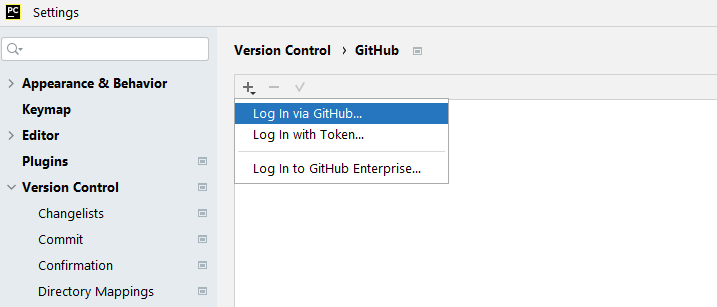 PC Settings
Version Control › GitHub
Appearance & Behavior
Keymap
Editor
Plugins
Version Control
Changelists
Commit
Confirmation
Directory Mappings
Log In via GitHub...
Log In with Token...
Log In to GitHub Enterprise...